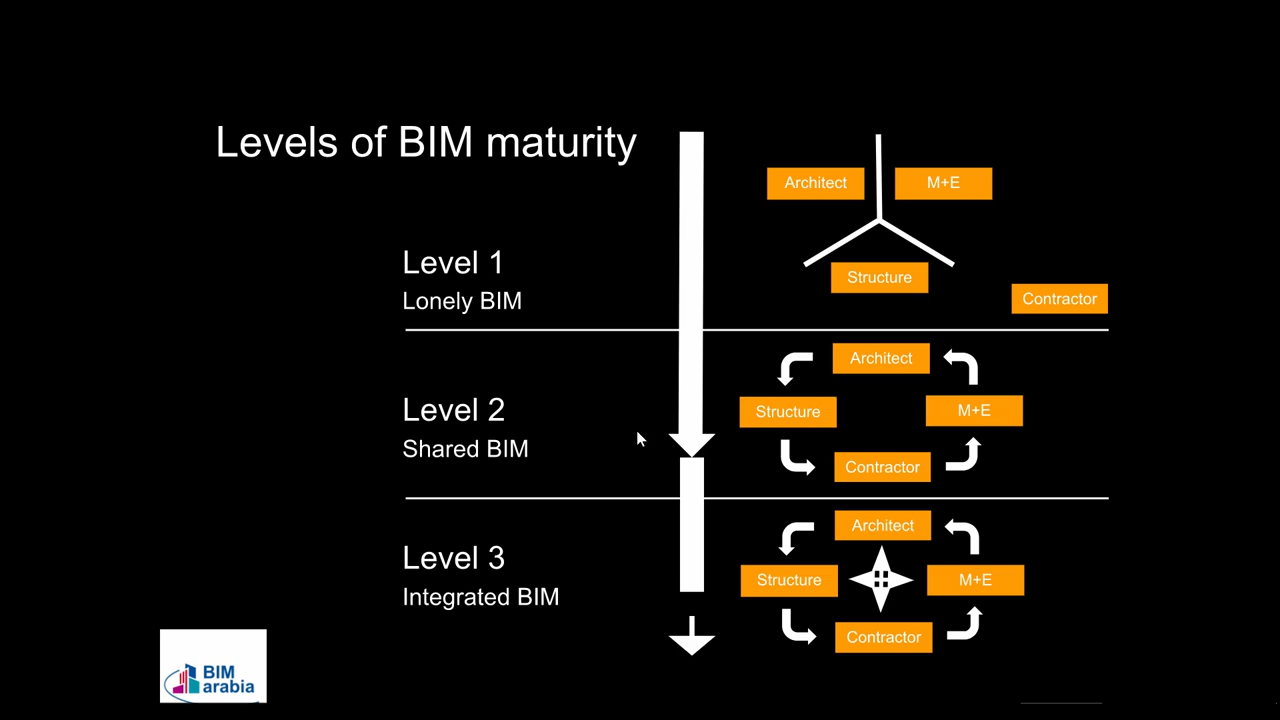 Levels of BIM maturity
Architect
M+E
Level 1
Lonely BIM
Structure
Contractor
Architect
Level 2
Shared BIM
Structure
M+E
Contractor
Architect
Level 3
Integrated BIM
Structure
M+E
Contractor
BIM
arabia